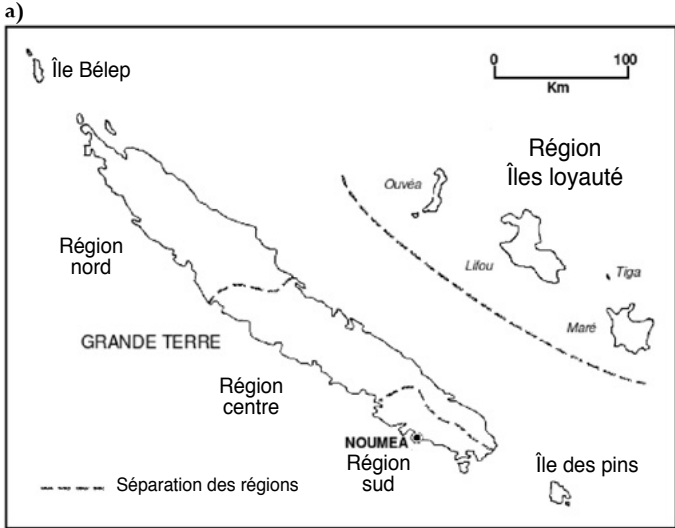 a)
Île Bélep
0 100
Km
Région
Îles loyauté
Ouvéa
Lifou
Tiga
Maré
Région
nord
GRANDE TERRE
Région
centre
NOUMEA
Région
sud
Île des pins
Séparation des régions